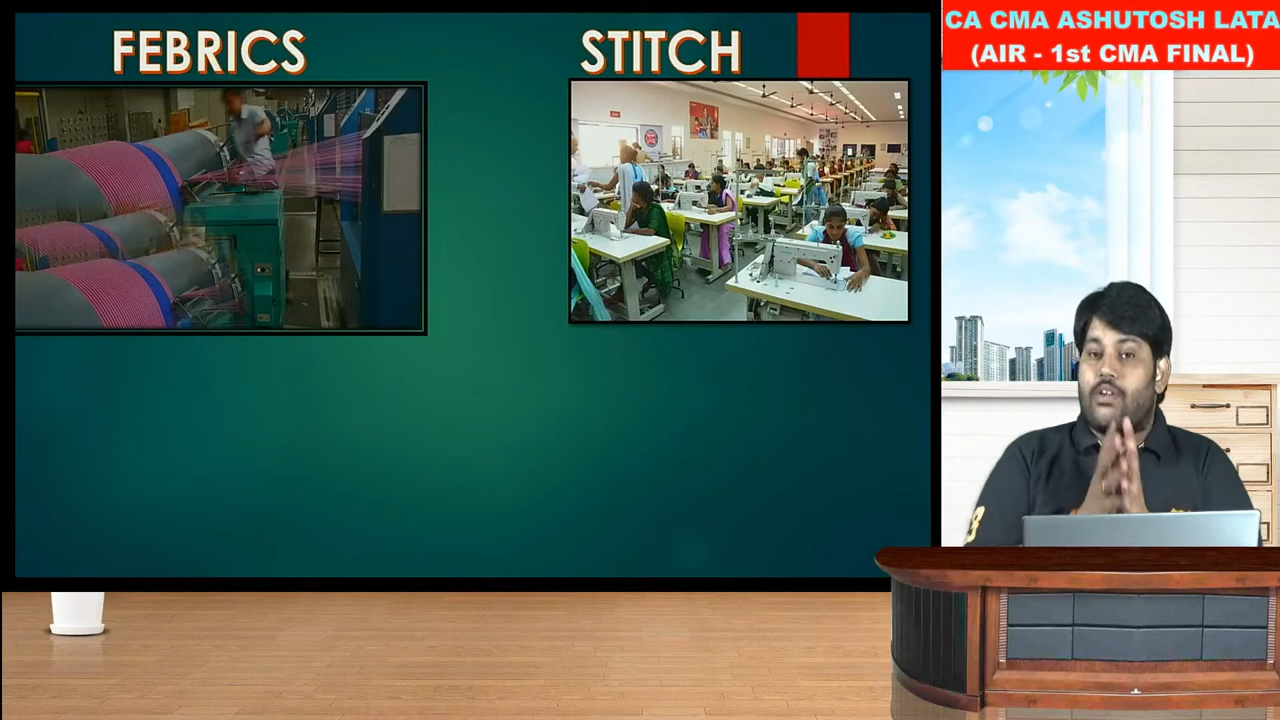 FEBRICS
STITCH
CA CMA ASHUTOSH LATA
(AIR - 1st CMA FINAL)